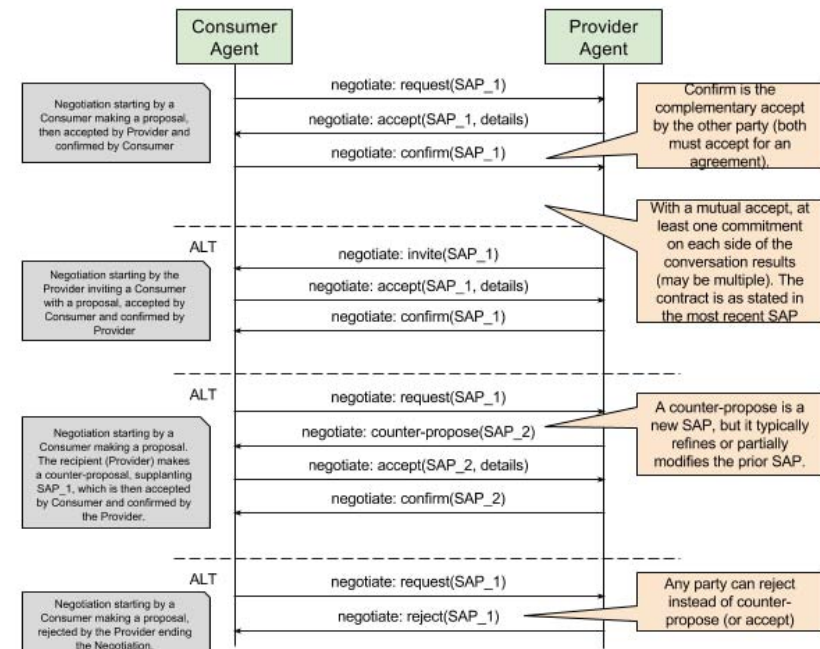 Consumer
Agent
Provider
Agent
Negotiation starting by a
Consumer making a proposal,
then accepted by Provider and
confirmed by Consumer
negotiate: request(SAP_1)
negotiate: accept(SAP_1, details)
negotiate: confirm(SAP_1)
Confirm is the
complementary accept
by the other party (both
must accept for an
agreement).
With a mutual accept, at
least one commitment
on each side of the
conversation results
(may be multiple). The
contract is as stated in
the most recent SAP
ALT
Negotiation starting by the
Provider inviting a Consumer
with a proposal, accepted by
Consumer and confirmed by
Provider
negotiate: invite(SAP_1)
negotiate: accept(SAP_1, details)
negotiate: confirm(SAP_1)
ALT
Negotiation starting by a
Consumer making a proposal.
The recipient (Provider) makes
a counter-proposal, supplanting
SAP_1, which is then accepted
by Consumer and confirmed by
the Provider.
negotiate: request(SAP_1)
negotiate: counter-propose(SAP_2)
negotiate: accept(SAP_2, details)
negotiate: confirm(SAP_2)
A counter-propose is a
new SAP, but it typically
refines or partially
modifies the prior SAP.
ALT
Negotiation starting by a
Consumer making a proposal,
rejected by the Provider ending
the Negotiation.
negotiate: request(SAP_1)
negotiate: reject(SAP_1)
Any party can reject
instead of counter-
propose (or accept)